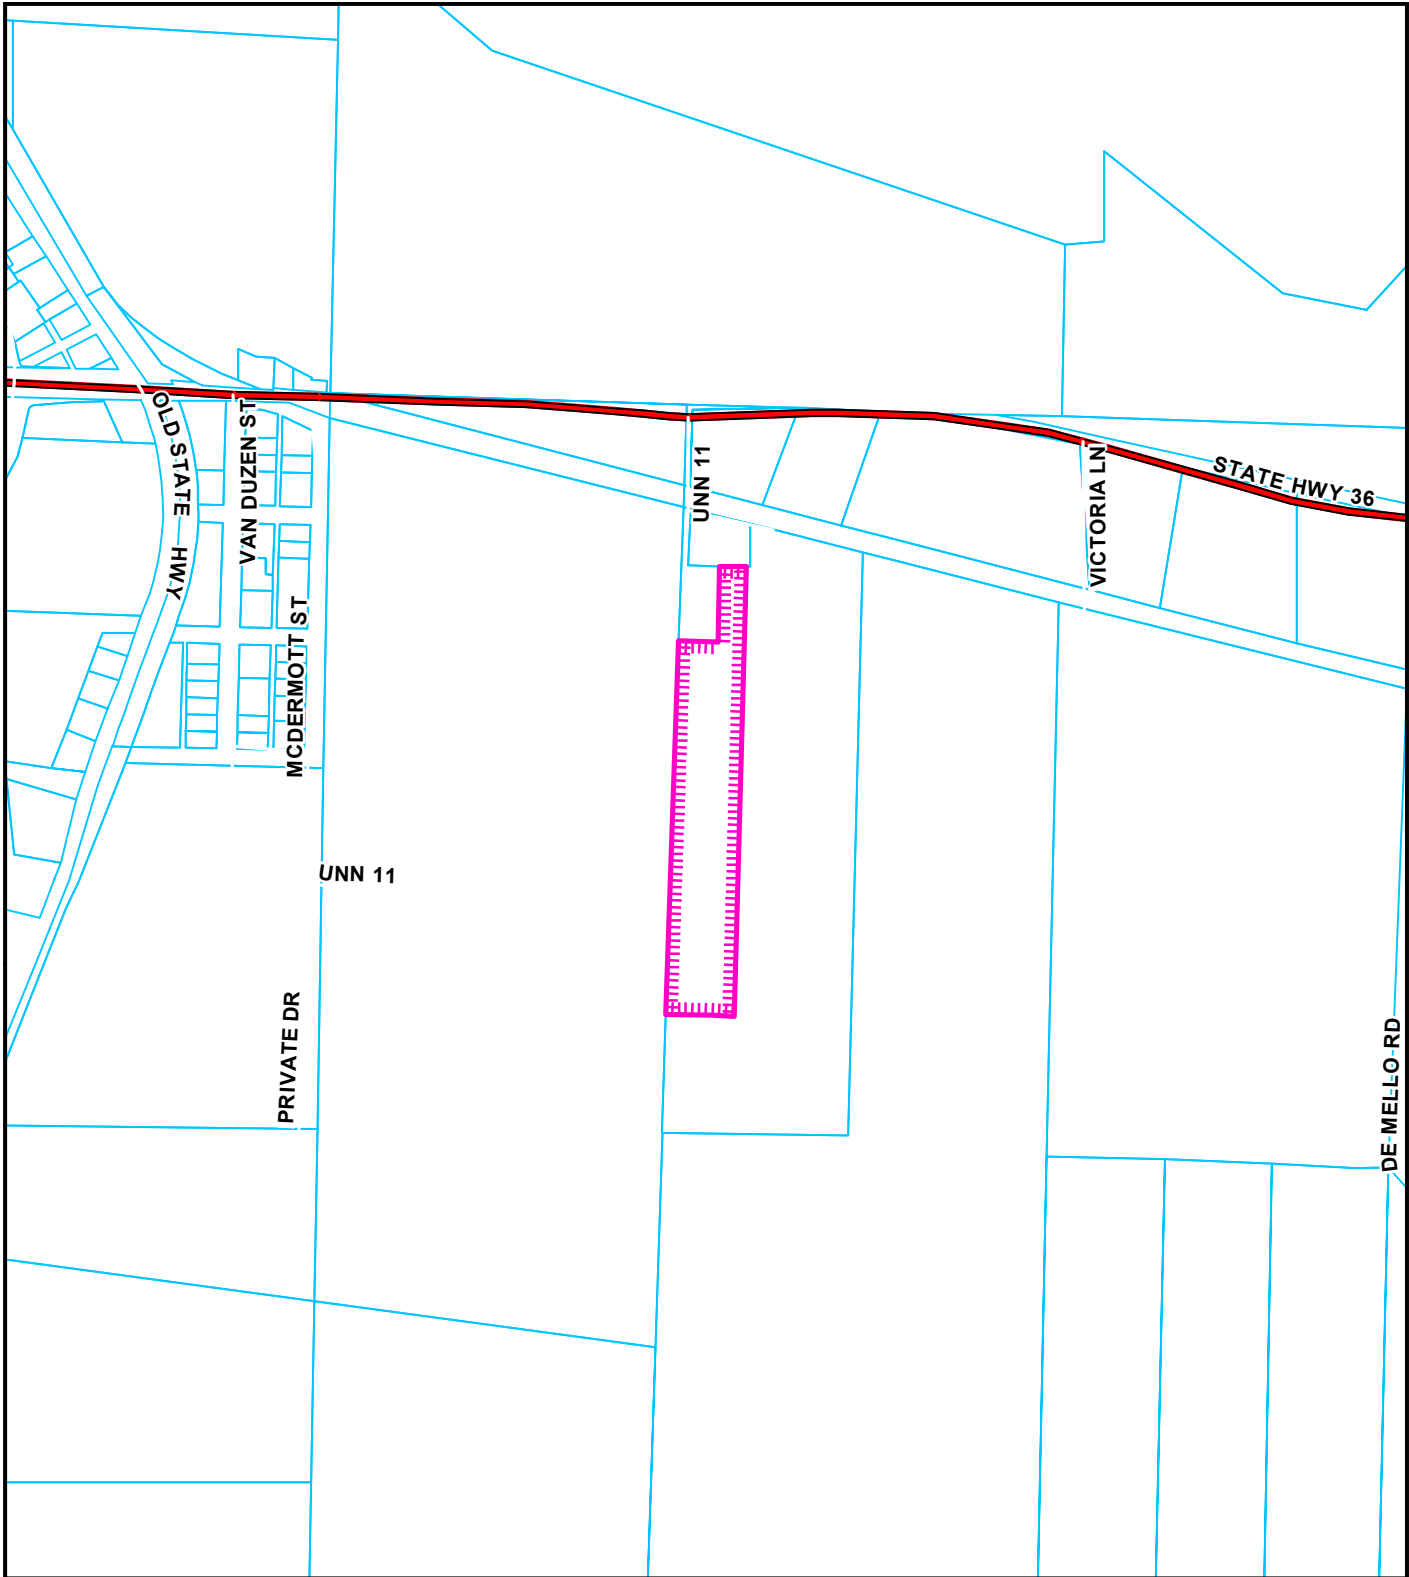 OLD STATE HWY
VAN DUZEN ST
UNN 11
VICTORIA LN
STATE HWY 36
MCDERMOTT ST
UNN 11
PRIVATE DR
DE MELLO RD